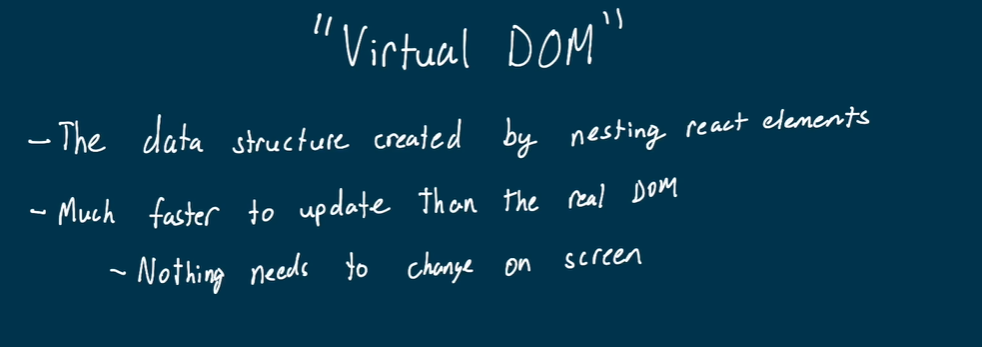 "Virtual DOM"
- The data structure created by nesting react elements
- Much faster to update than the real DOM
~ Nothing needs to change on screen